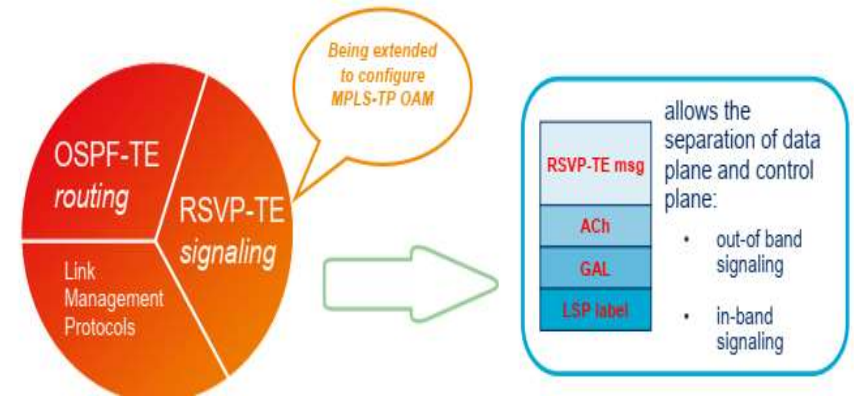 Being extended
to configure
MPLS-TP OAM
OSPF-TE
routing
RSVP-TE
signaling
Link
Management
Protocols
RSVP-TE msg
ACh
GAL
LSP label
allows the
separation of data
plane and control
plane:
• out-of band
signaling
• in-band
signaling